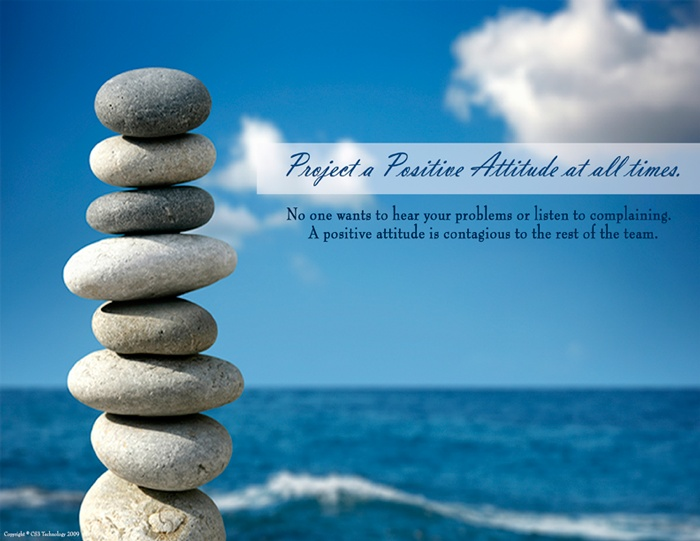 Project a Positive Attitude at all times.
No one wants to hear your problems or listen to complaining.
A positive attitude is contagious to the rest of the team.
Copyright © CSS Technology 2009